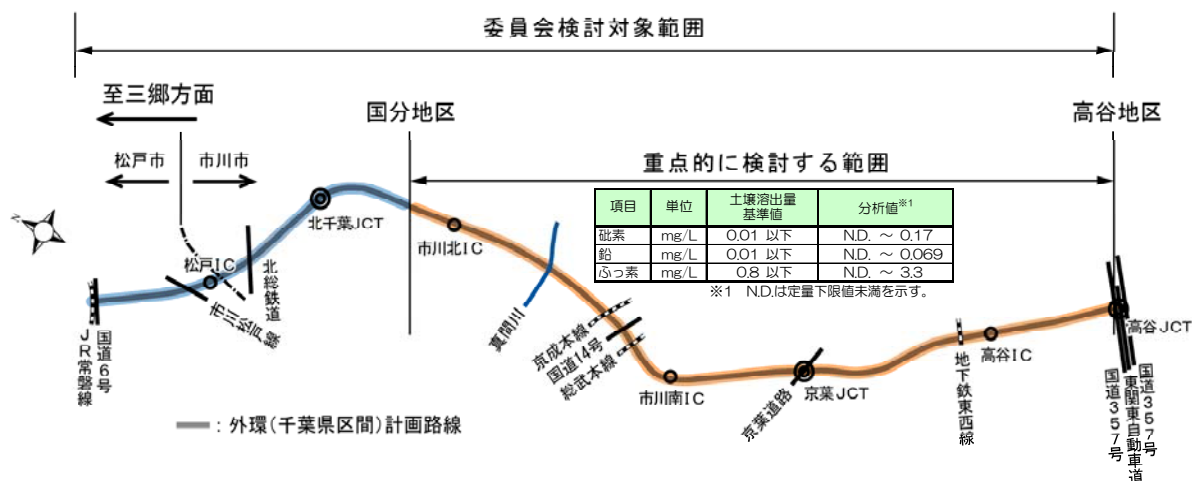 委員会検討対象範囲
至三郷方面
国分地区
高谷地区
松戸市
市川市
重点的に検討する範囲
項目 単位 土壌溶出量基準値 分析値※1
砒素 mg/L 0.01 以下 N.D. ～ 0.17
鉛 mg/L 0.01 以下 N.D. ～ 0.069
ふっ素 mg/L 0.8 以下 N.D. ～ 3.3
※1 N.D.は定量下限値未満を示す。
N
北千葉JCT
市川北IC
松戸IC
北総鉄道
市川松戸線
国道6号
JR常磐線
真間川
京成本線
国道14号
総武本線
市川南IC
京葉道路
京葉JCT
地下鉄東西線
高谷IC
高谷JCT
国道357号
東関東自動車道
国道357号
：外環(千葉県区間)計画路線